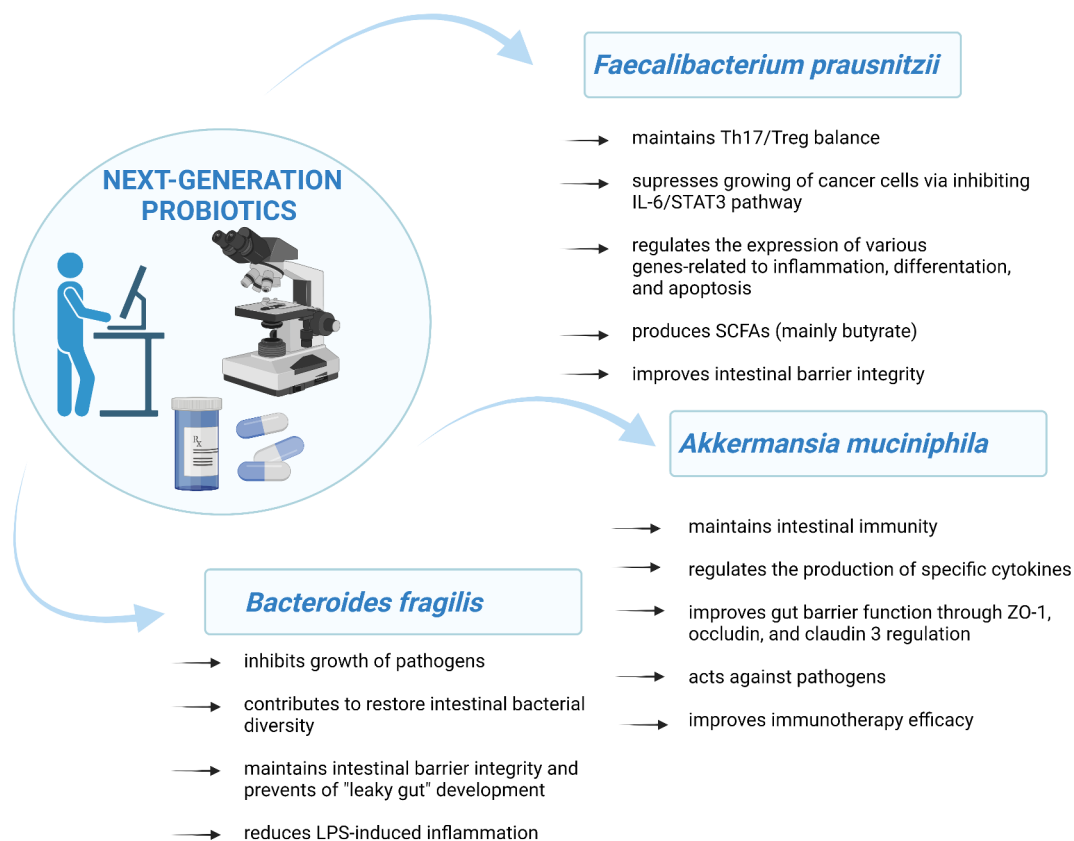 NEXT-GENERATION
PROBIOTICS
Rx
Faecalibacterium prausnitzii
maintains Th17/Treg balance
supresses growing of cancer cells via inhibiting
IL-6/STAT3 pathway
regulates the expression of various
genes-related to inflammation, differentation,
and apoptosis
produces SCFAs (mainly butyrate)
improves intestinal barrier integrity
Akkermansia muciniphila
maintains intestinal immunity
regulates the production of specific cytokines
improves gut barrier function through ZO-1,
occludin, and claudin 3 regulation
acts against pathogens
improves immunotherapy efficacy
Bacteroides fragilis
inhibits growth of pathogens
contributes to restore intestinal bacterial
diversity
maintains intestinal barrier integrity and
prevents of "leaky gut" development
reduces LPS-induced inflammation